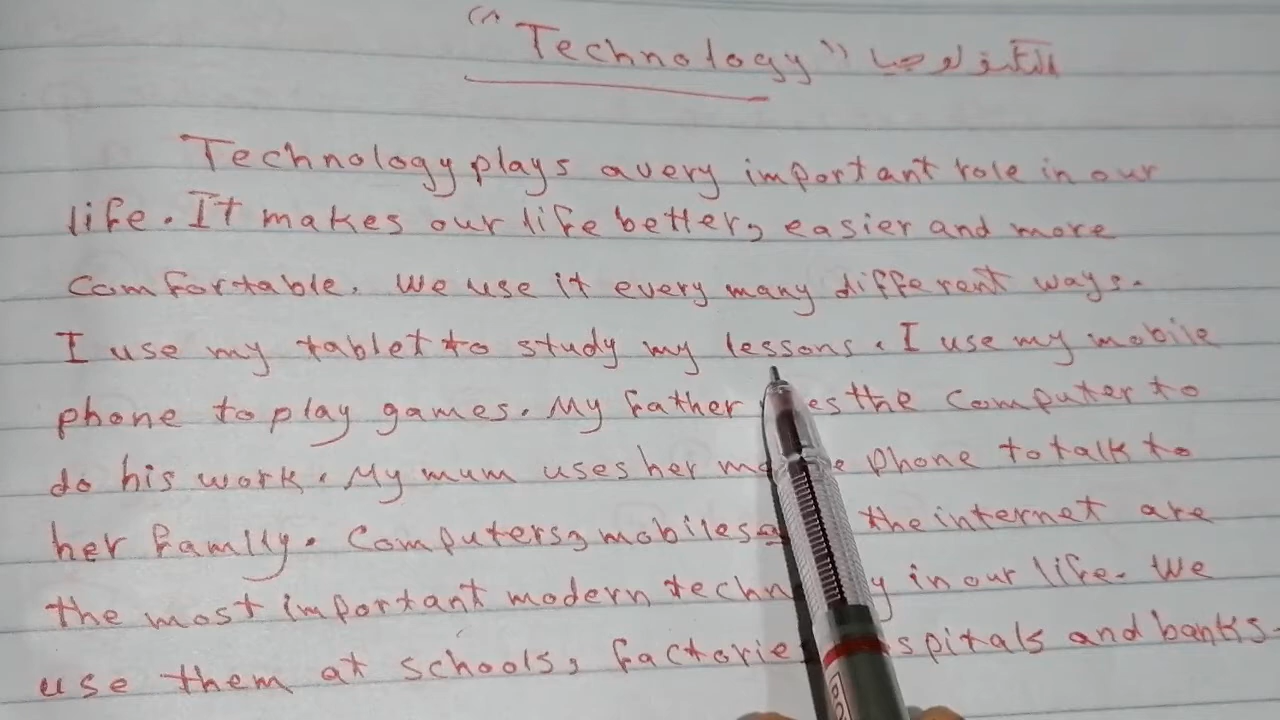 "Technology" التكنولوجيا
Technology plays a very important role in our
life. It makes our life better, easier and more
comfortable. We use it every many different ways.
I use my tablet to study my lessons. I use my mobile
phone to play games. My father es the computer to
do his work. My mum uses her phone to talk to
her family. Computers, mobiles the internet are
the most important modern in our life. We
use them at schools, and banks.